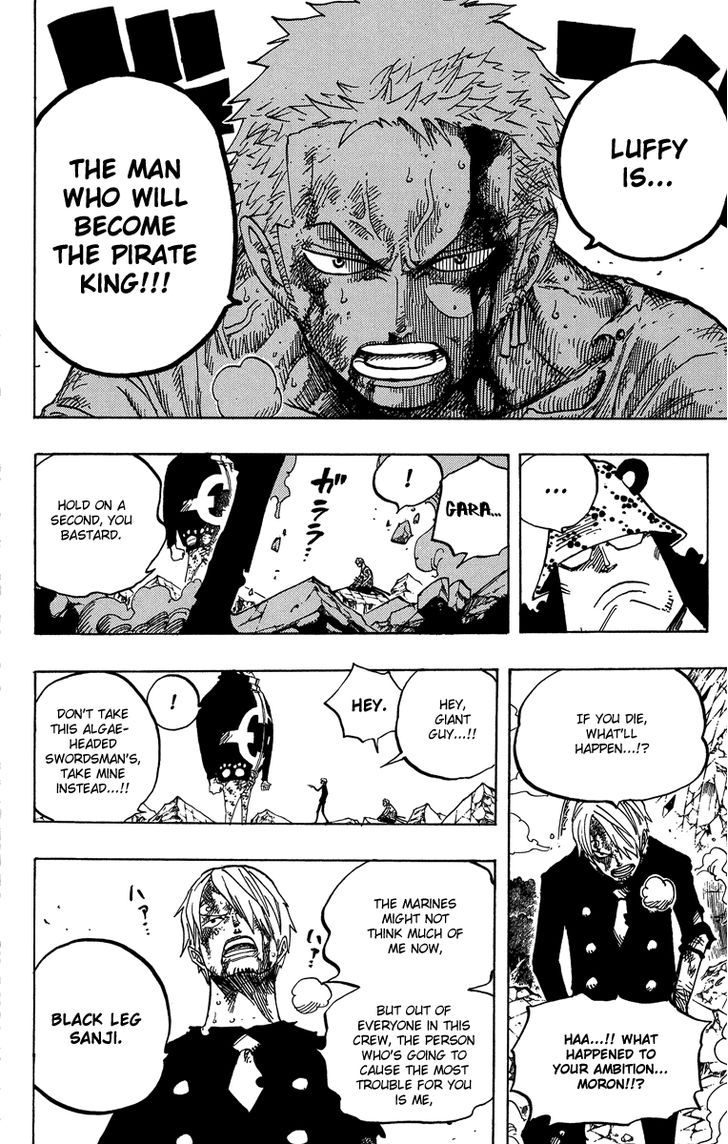 LUFFY
IS...
THE MAN
WHO WILL
BECOME
THE PIRATE
KING!!!
...
GARA...
!
ガラララ
HOLD ON A
SECOND, YOU
BASTARD.
IF YOU DIE,
WHAT'LL
HAPPEN...!?
HAA...!! WHAT
HAPPENED TO
YOUR AMBITION...
MORON!!?
HEY,
GIANT
GUY...!!
HEY.
!
DON'T TAKE
THIS ALGAE-
HEADED
SWORDSMAN'S,
TAKE MINE
INSTEAD...!!
THE MARINES
MIGHT NOT
THINK MUCH OF
ME NOW,
BUT OUT OF
EVERYONE IN THIS
CREW, THE PERSON
WHO'S GOING TO
CAUSE THE MOST
TROUBLE FOR YOU
IS ME,
BLACK LEG
SANJI.